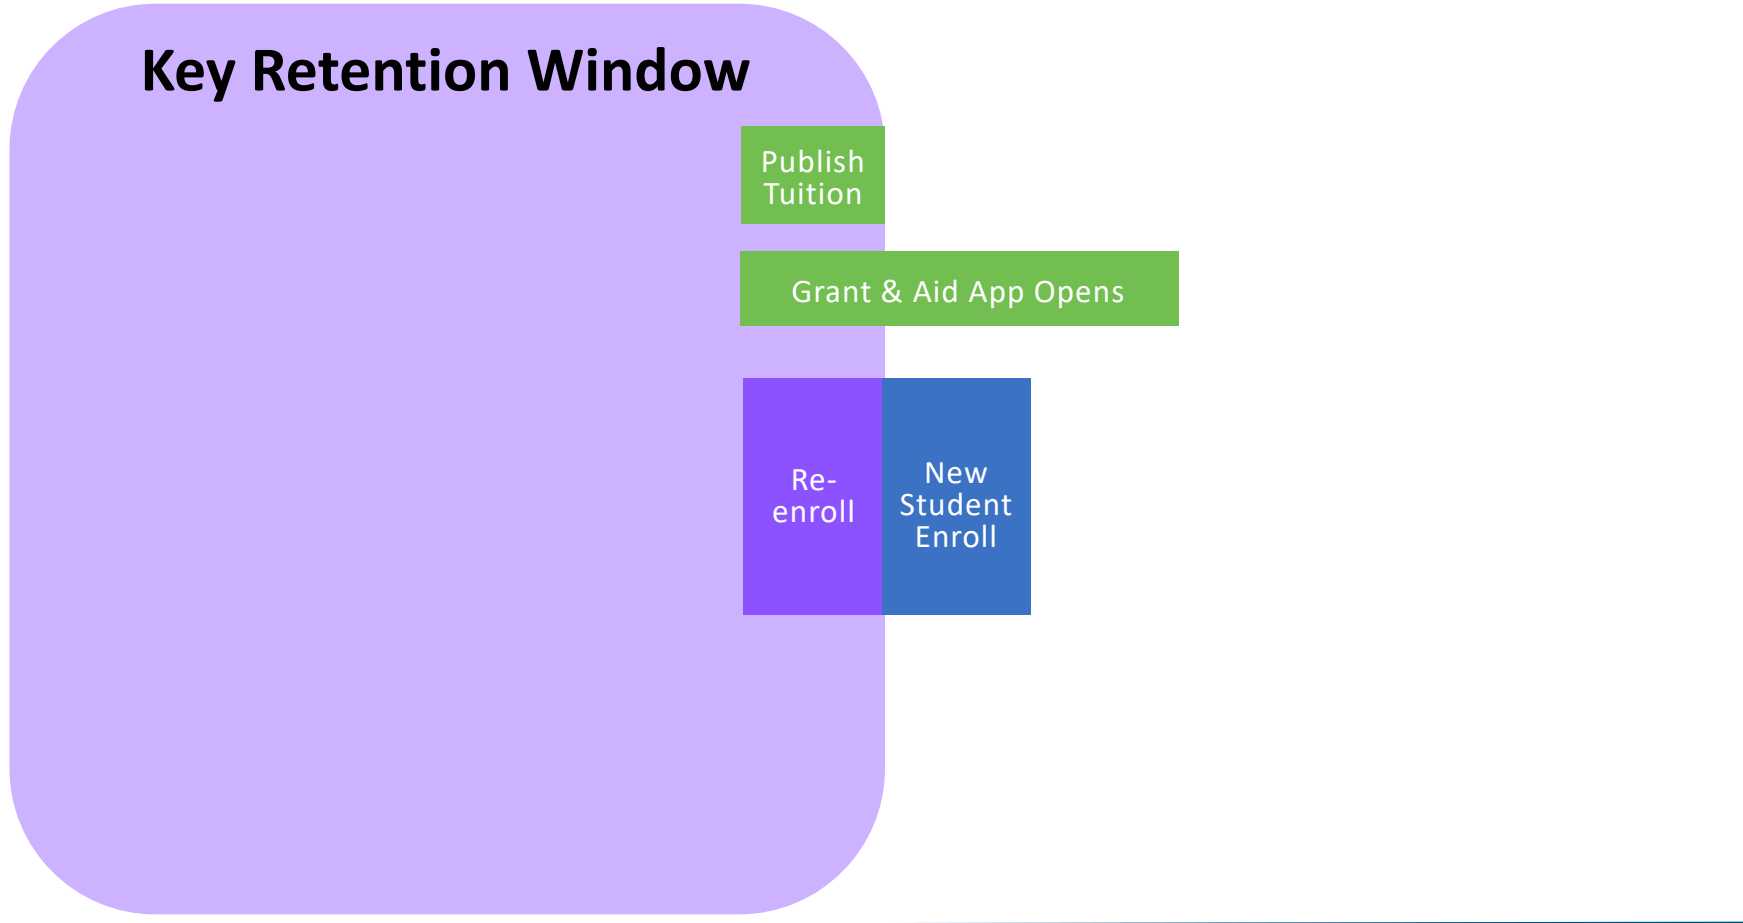 Key Retention Window
Publish
Tuition
Grant & Aid App Opens
Re-
enroll
New
Student
Enroll